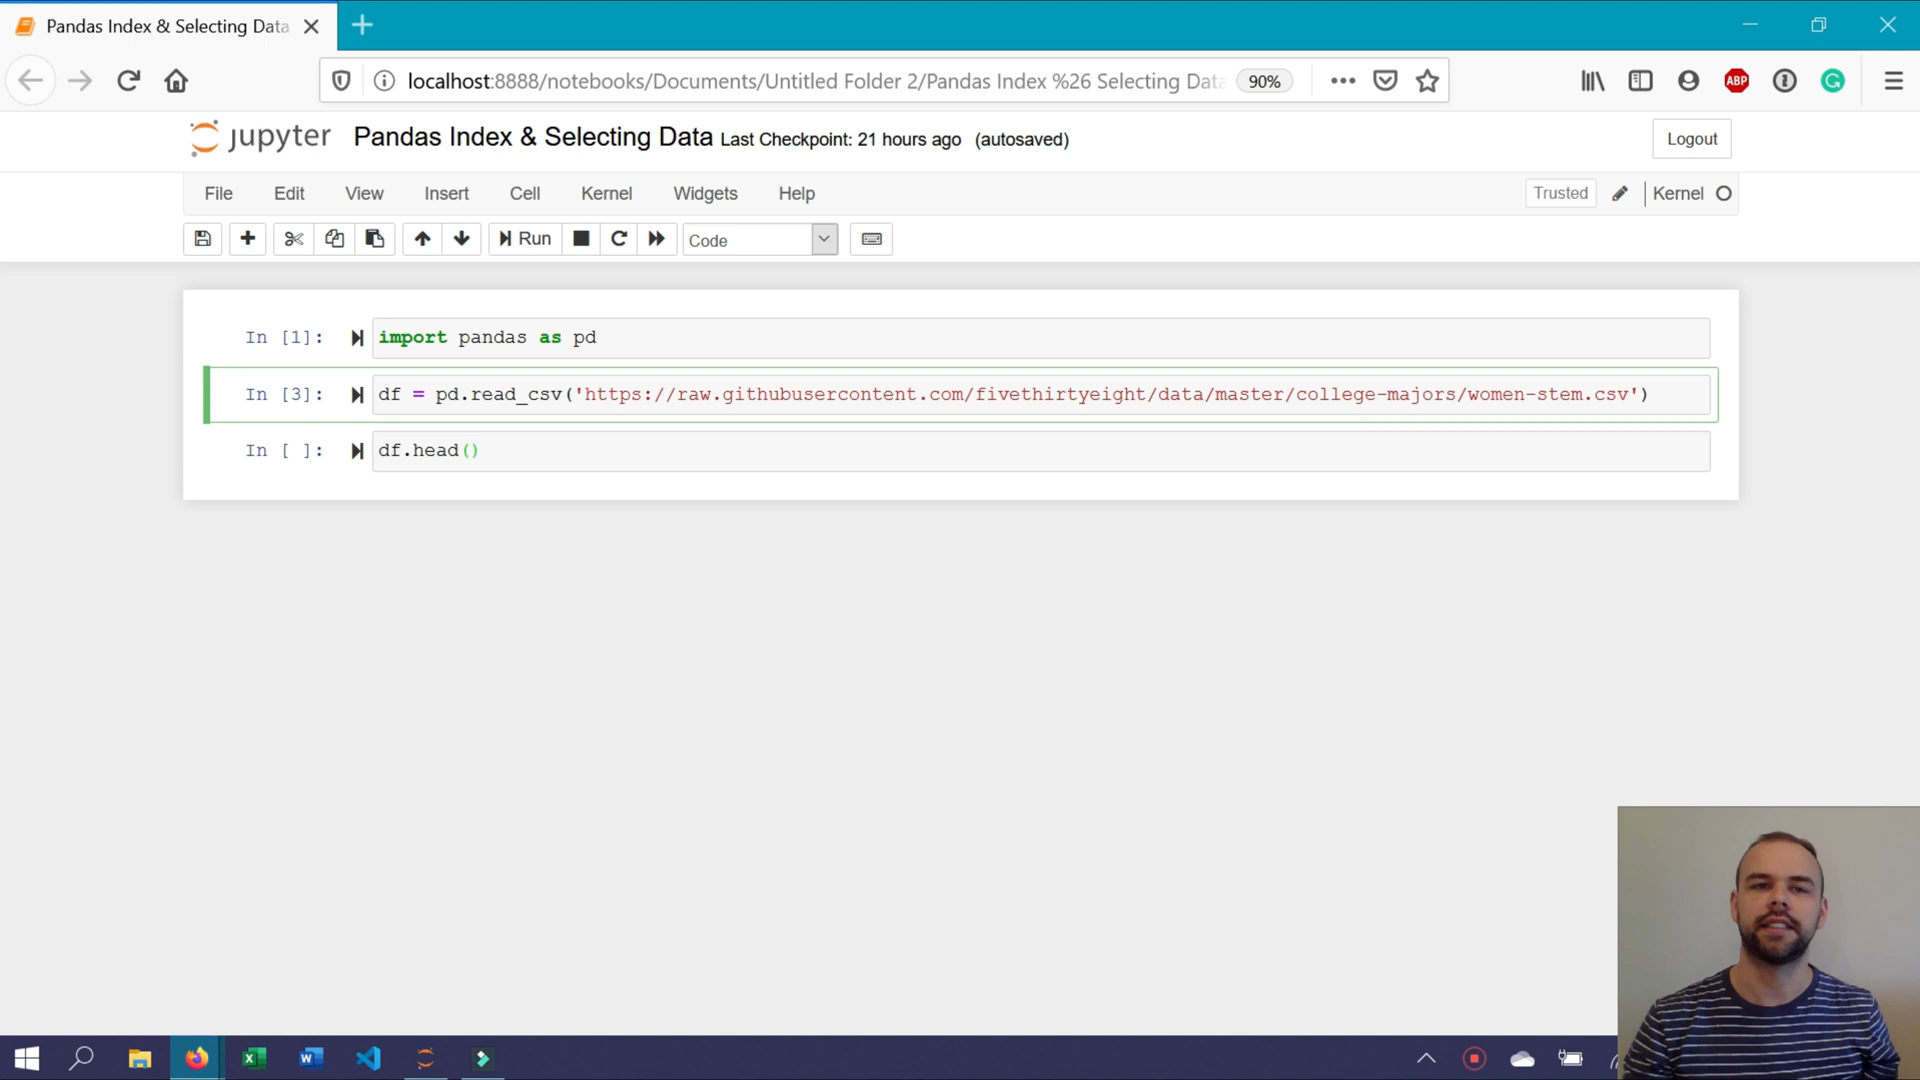 Pandas Index & Selecting Data
localhost:8888/notebooks/Documents/Untitled Folder 2/Pandas Index %26 Selecting Data
90%
ABP
jupyter Pandas Index & Selecting Data Last Checkpoint: 21 hours ago (autosaved)
Logout
File Edit View Insert Cell Kernel Widgets Help
Trusted Kernel
Run Code
In [1]: import pandas as pd
In [3]: df = pd.read_csv('https://raw.githubusercontent.com/fivethirtyeight/data/master/college-majors/women-stem.csv')
In [ ]: df.head()